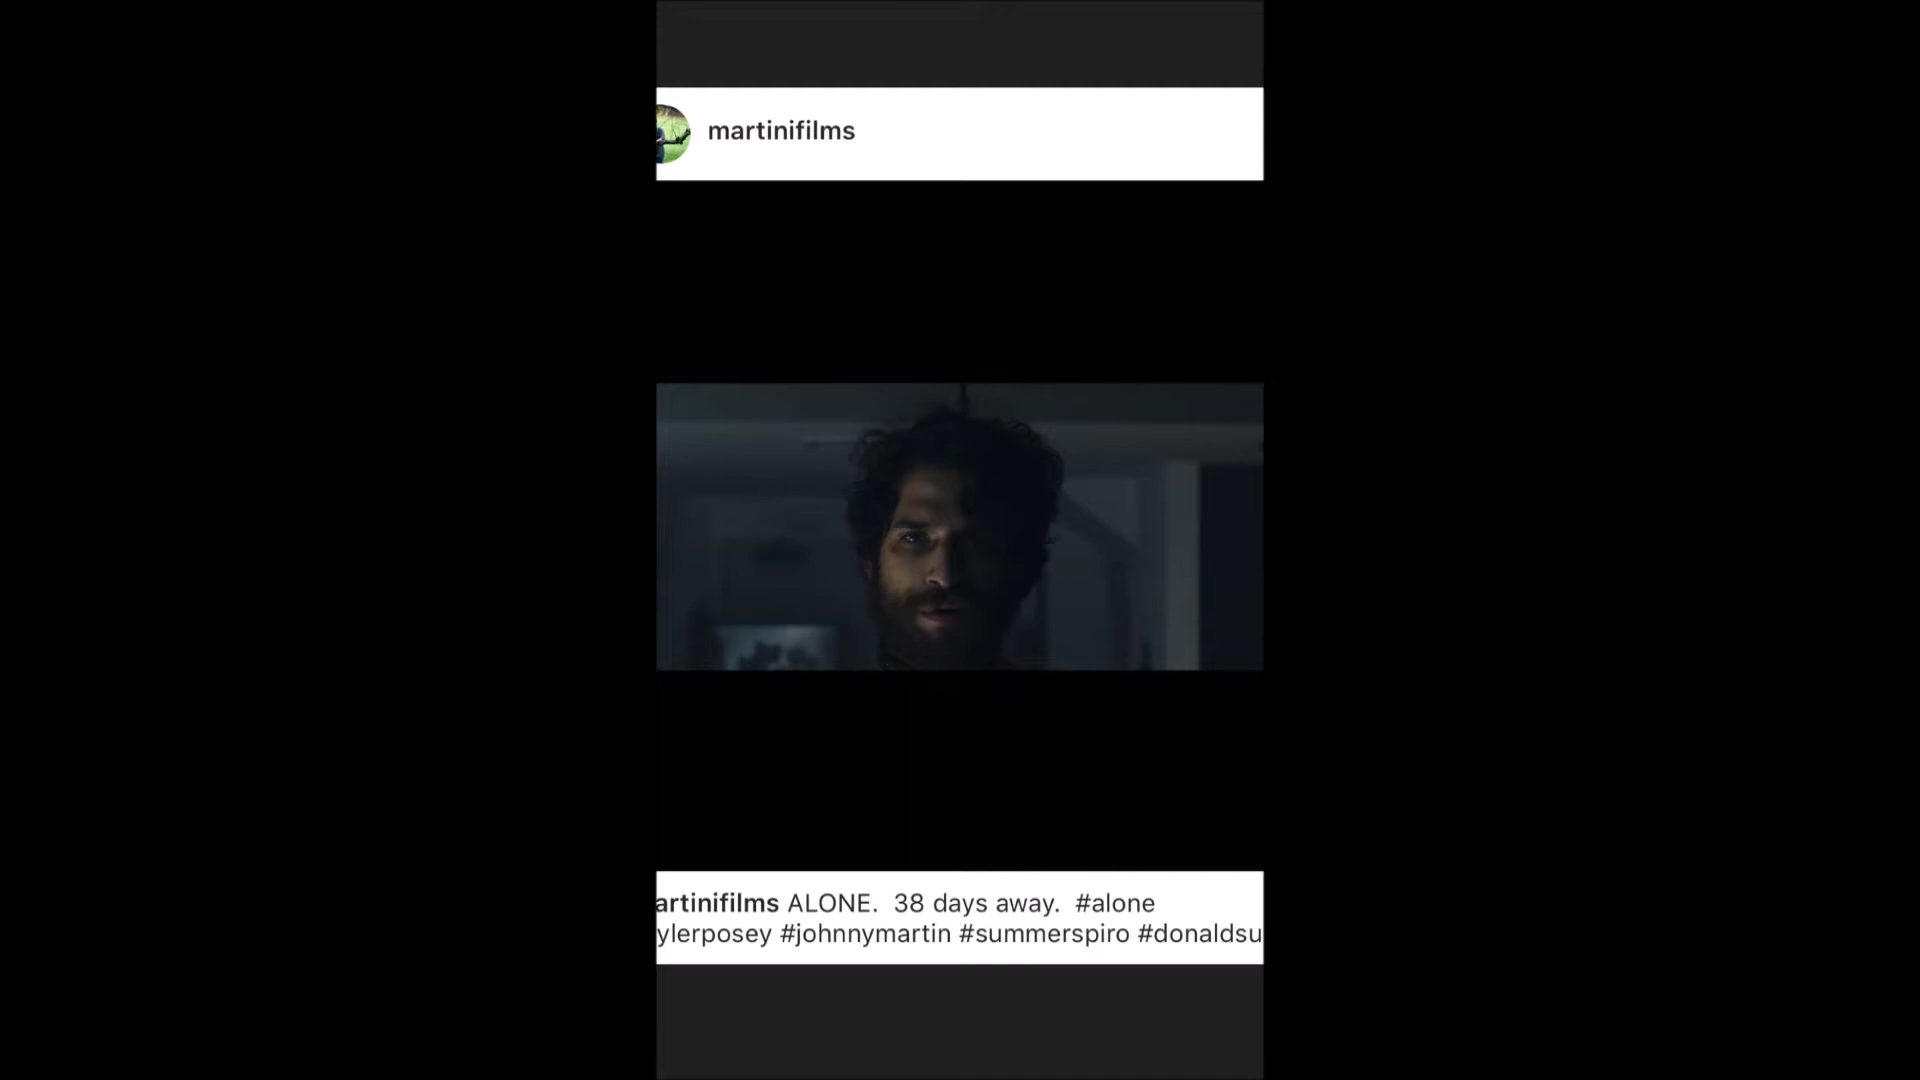 martinifilms
artinifilms ALONE.  38 days away.  #alone
ylerposey #johnnymartin #summerspiro #donaldsu